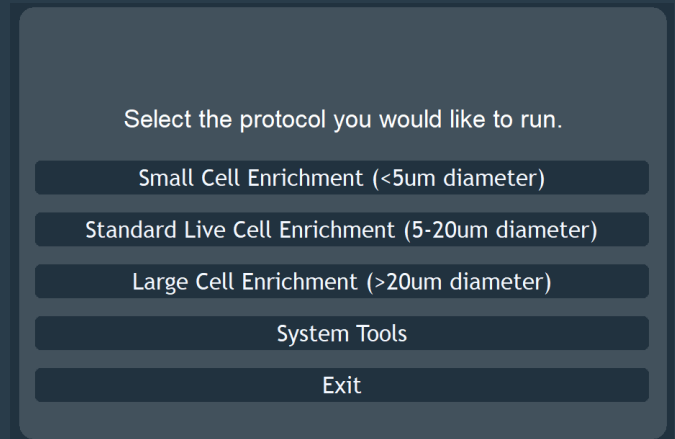 Select the protocol you would like to run.
Small Cell Enrichment (<5um diameter)
Standard Live Cell Enrichment (5-20um diameter)
Large Cell Enrichment (>20um diameter)
System Tools
Exit